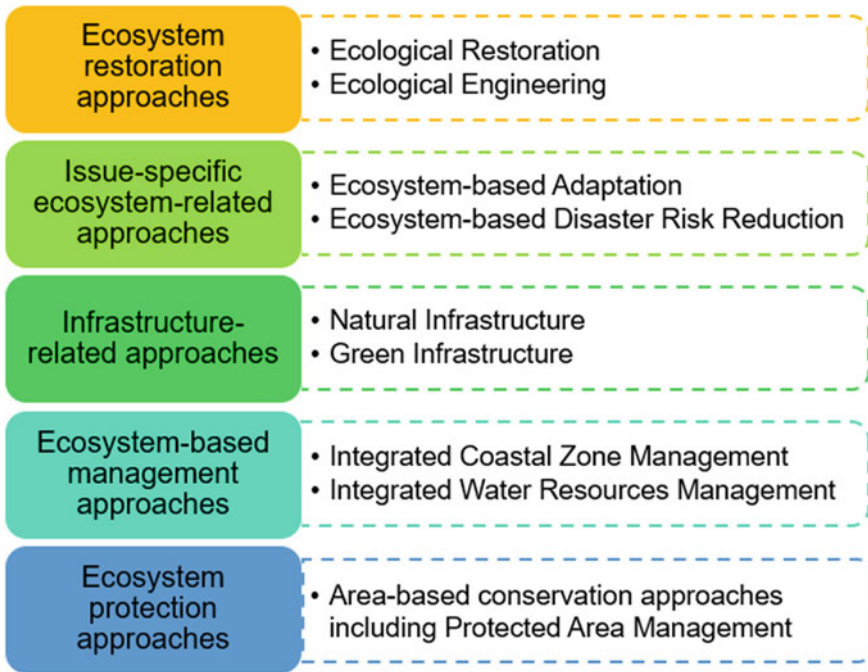 Ecosystem
restoration
approaches
• Ecological Restoration
• Ecological Engineering
Issue-specific
ecosystem-related
approaches
• Ecosystem-based Adaptation
• Ecosystem-based Disaster Risk Reduction
Infrastructure-
related approaches
• Natural Infrastructure
• Green Infrastructure
Ecosystem-based
management
approaches
• Integrated Coastal Zone Management
• Integrated Water Resources Management
Ecosystem
protection
approaches
• Area-based conservation approaches
including Protected Area Management